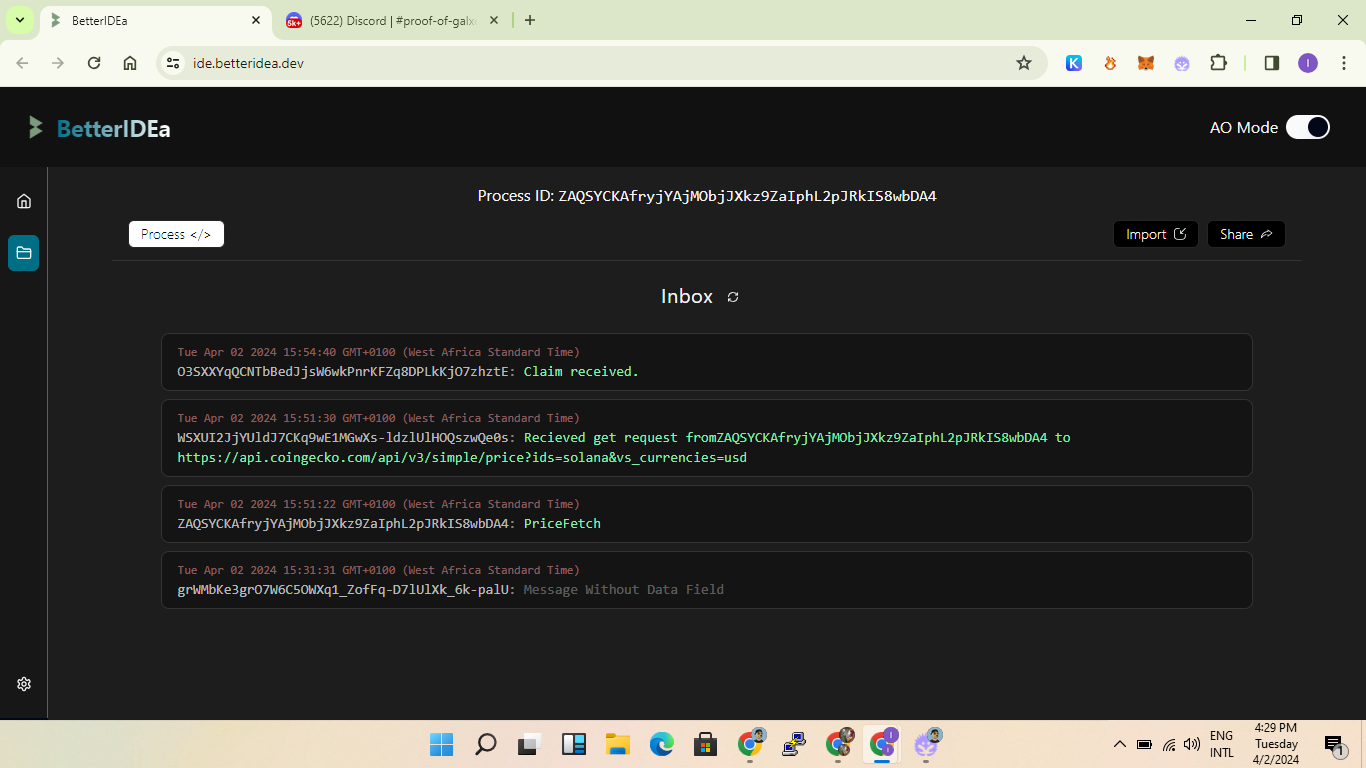 BetterIDEa
(5622) Discord | #proof-of-galx
ide.betteridea.dev
BetterIDEa
AO Mode
Process ID: ZAQSYCKAfryjYAjMObjJXkz9ZaIphL2pJRkIS8wbDA4
Process </>
Import
Share
Inbox
Tue Apr 02 2024 15:54:40 GMT+0100 (West Africa Standard Time)
O3SXXYqQCNTbBedJjsW6wkPnrKFZq8DPLkKjO7zhztE: Claim received.
Tue Apr 02 2024 15:51:30 GMT+0100 (West Africa Standard Time)
WSXUI2JjYUldJ7CKq9wE1MGwXs-ldzlUlHOQszwQe0s: Recieved get request fromZAQSYCKAfryjYAjMObjJXkz9ZaIphL2pJRkIS8wbDA4 to
https://api.coingecko.com/api/v3/simple/price?ids=solana&vs_currencies=usd
Tue Apr 02 2024 15:51:22 GMT+0100 (West Africa Standard Time)
ZAQSYCKAfryjYAjMObjJXkz9ZaIphL2pJRkIS8wbDA4: PriceFetch
Tue Apr 02 2024 15:31:31 GMT+0100 (West Africa Standard Time)
grWMbKe3grO7W6C5OWXq1_ZofFq-D7lUlXk_6k-palU: Message Without Data Field
ENG
INTL
4:29 PM
Tuesday
4/2/2024
1